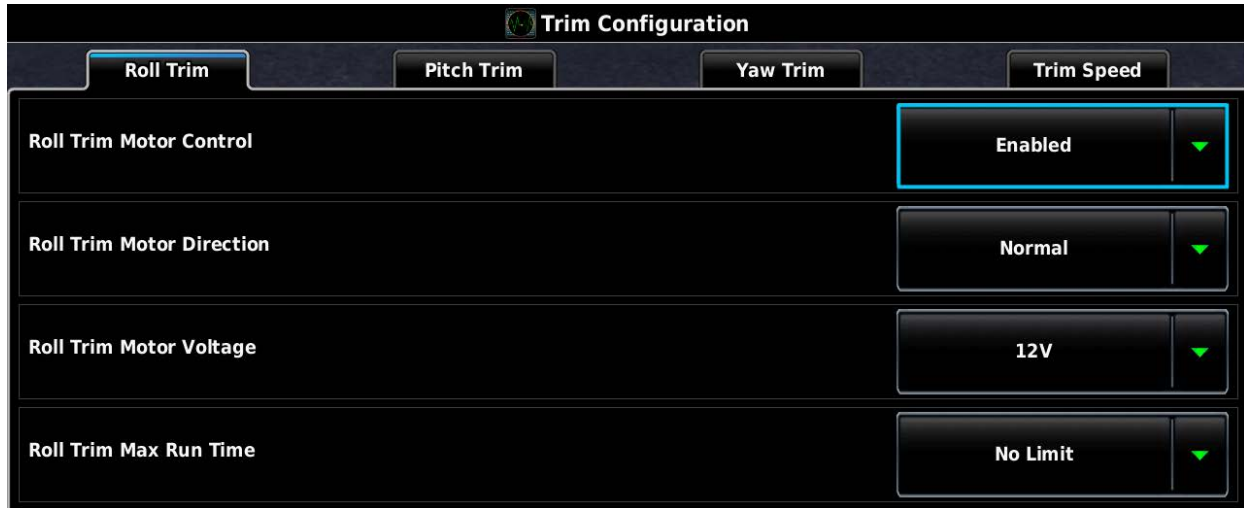 Trim Configuration
Roll Trim Pitch Trim Yaw Trim Trim Speed
Roll Trim Motor Control Enabled
Roll Trim Motor Direction Normal
Roll Trim Motor Voltage 12V
Roll Trim Max Run Time No Limit